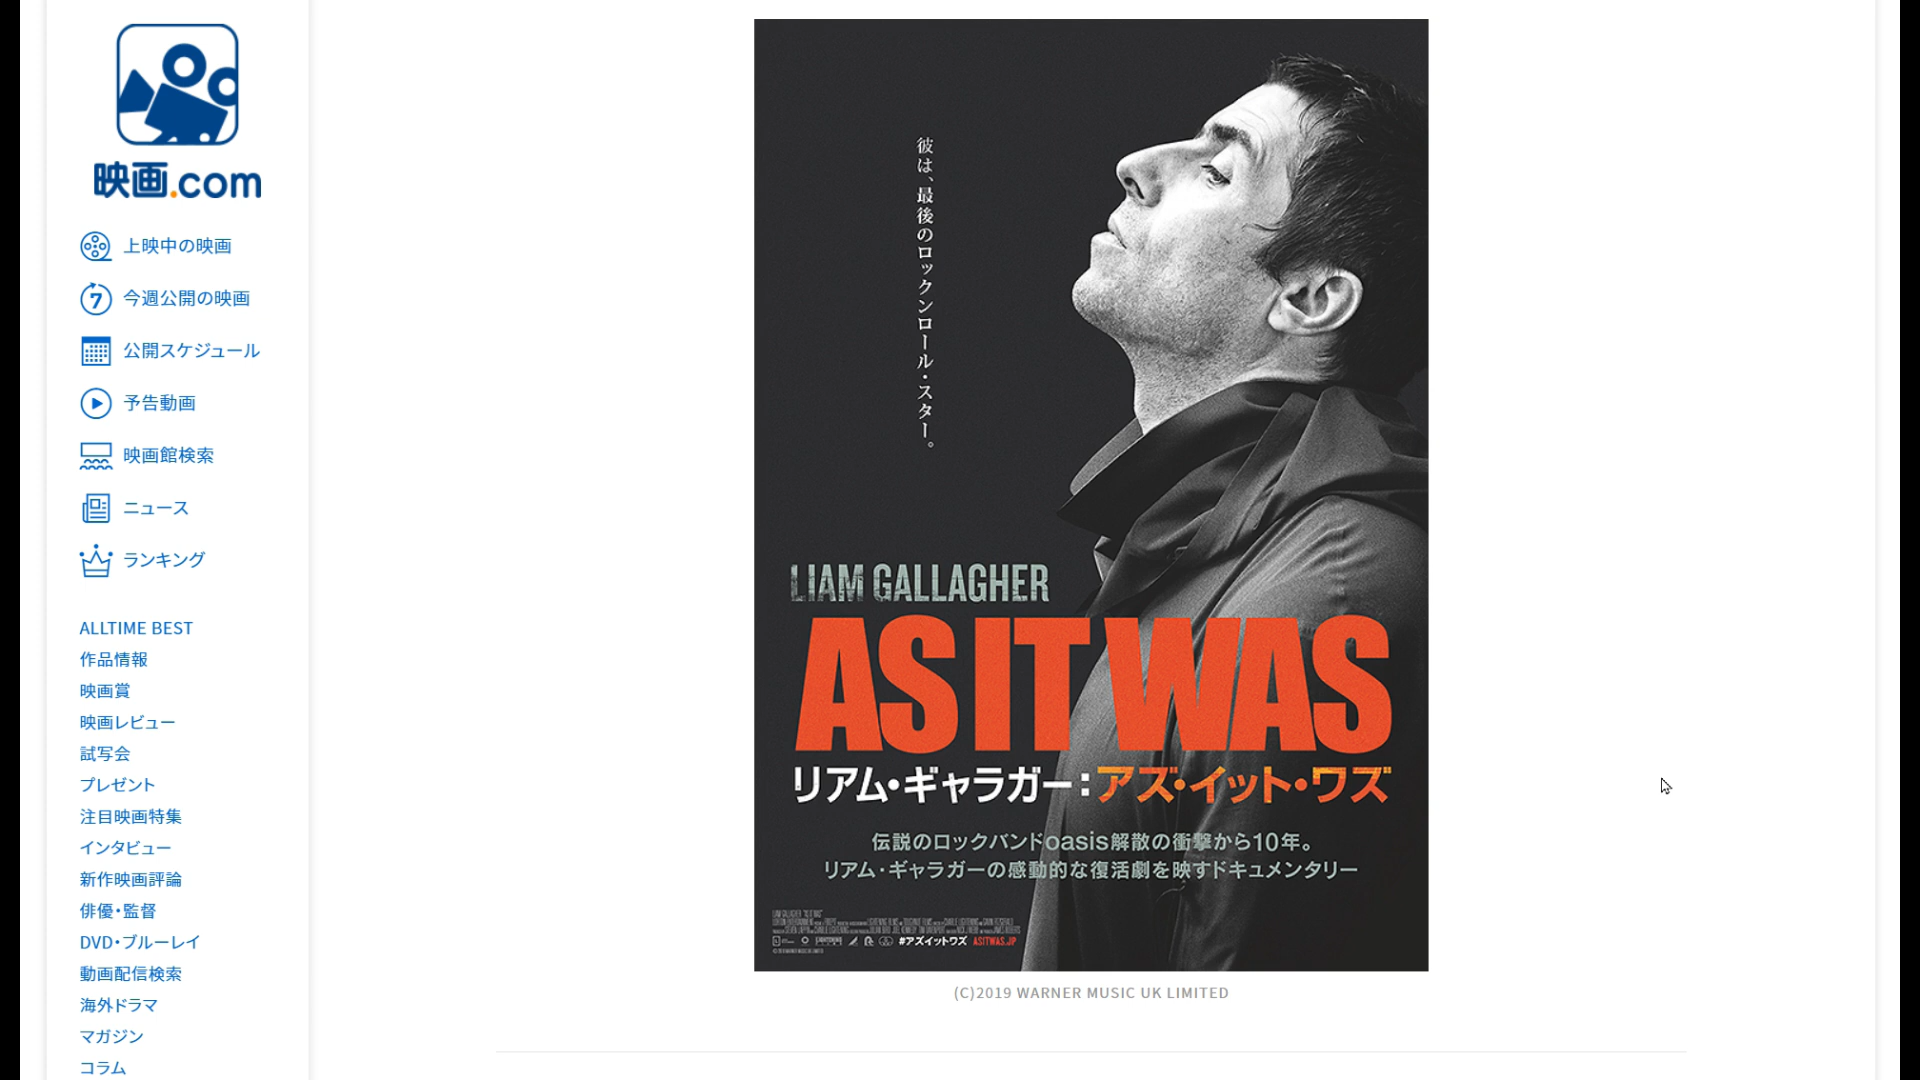 映画.com
上映中の映画
7
今週公開の映画
公開スケジュール
予告動画
映画館検索
ニュース
ランキング
ALLTIME BEST
作品情報
映画賞
映画レビュー
試写会
プレゼント
注目映画特集
インタビュー
新作映画評論
俳優・監督
DVD・ブルーレイ
動画配信検索
海外ドラマ
マガジン
コラム
彼は、最後のロックンロール・スター。
LIAM GALLAGHER
AS IT WAS
リアム・ギャラガー：アズ・イット・ワズ
伝説のロックバンドoasis解散の衝撃から10年。
リアム・ギャラガーの感動的な復活劇を映すドキュメンタリー
#アズイットワズ ASITWAS.JP
(C)2019 WARNER MUSIC UK LIMITED